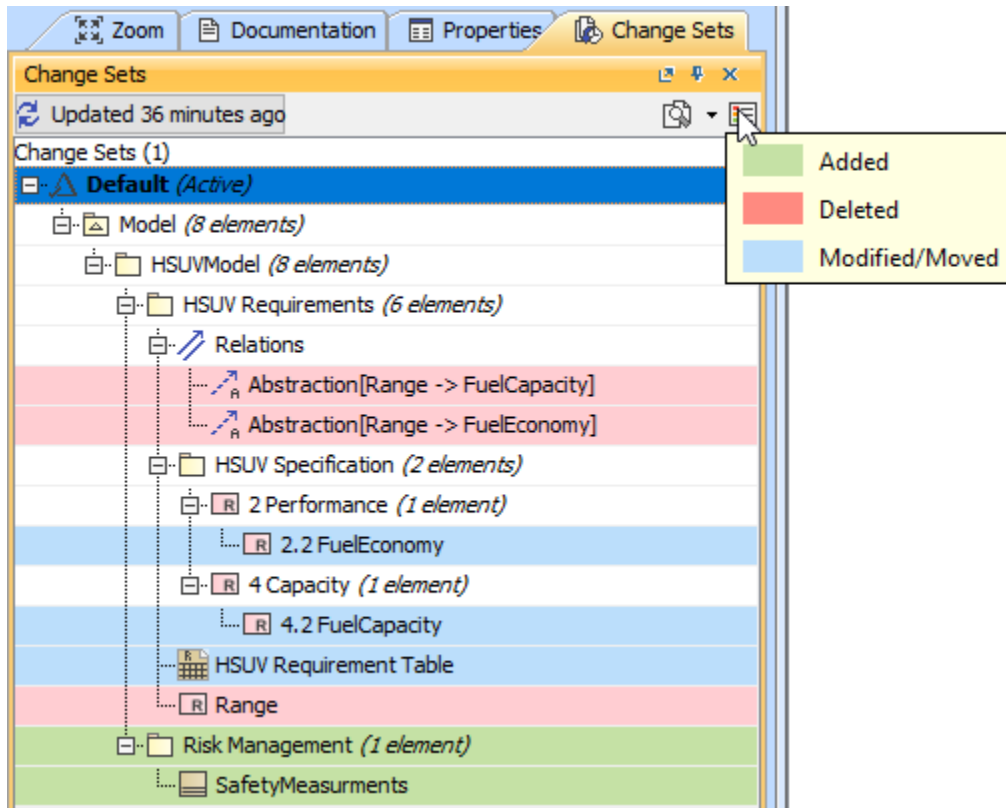 Zoom Documentation Properties Change Sets
Change Sets
Updated 36 minutes ago
Change Sets (1)
Added
Default (Active)
Deleted
Model (8 elements)
Modified/Moved
HSUVModel (8 elements)
HSUV Requirements (6 elements)
Relations
A Abstraction[Range -> FuelCapacity]
A Abstraction[Range -> FuelEconomy]
HSUV Specification (2 elements)
R 2 Performance (1 element)
R 2.2 FuelEconomy
R 4 Capacity (1 element)
R 4.2 FuelCapacity
R HSUV Requirement Table
R Range
Risk Management (1 element)
SafetyMeasurments